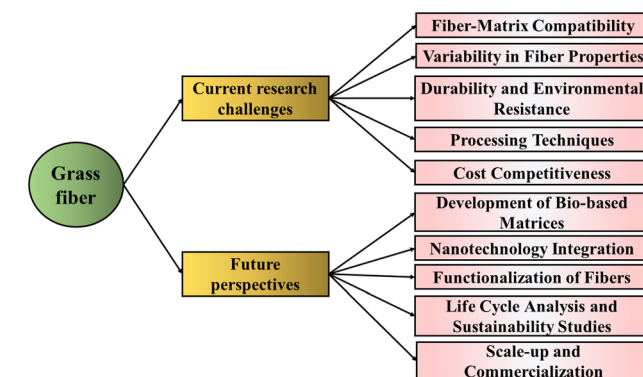 Grass
fiber
Current research
challenges
Fiber-Matrix Compatibility
Variability in Fiber Properties
Durability and Environmental
Resistance
Processing Techniques
Cost Competitiveness
Future
perspectives
Development of Bio-based
Matrices
Nanotechnology Integration
Functionalization of Fibers
Life Cycle Analysis and
Sustainability Studies
Scale-up and
Commercialization